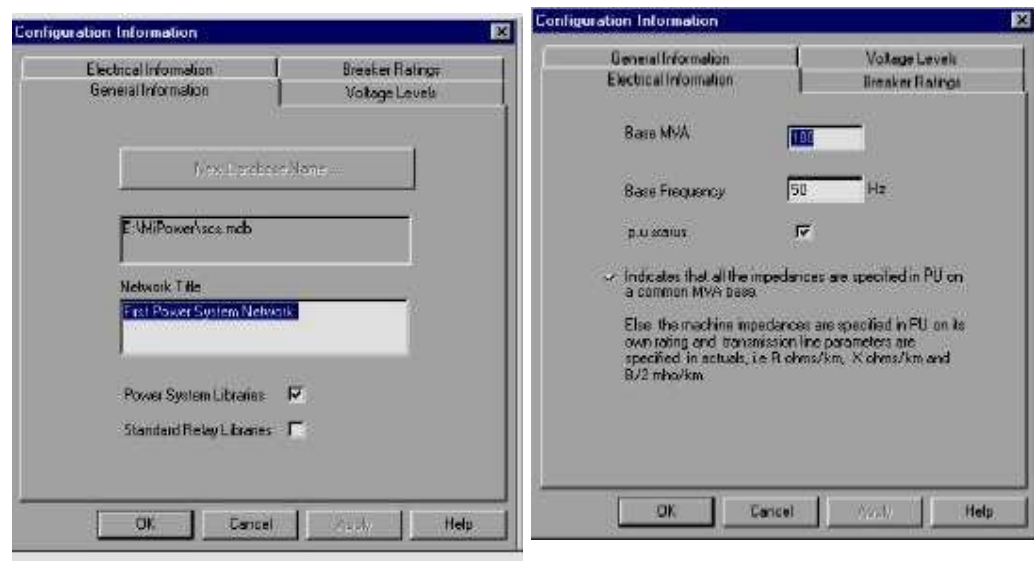 Configuration Information
Electrical Information
Breaker Ratings
General Information
Voltage Levels
New Database Name ...
E:\MiPower\scs.mdb
Network Title
First Power System Network
Power System Libraries
Standard Relay Libraries
OK
Cancel
Apply
Help
Configuration Information
General Information
Voltage Levels
Electrical Information
Breaker Ratings
Base MVA
100
Base Frequency
50
Hz
p.u status
Indicates that all the impedances are specified in PU on
a common MVA base.
Else the machine impedances are specified in PU on its
own rating and transmission line parameters are
specified in actuals, i.e R ohms/km, X ohms/km and
B/2 mho/km
OK
Cancel
Apply
Help